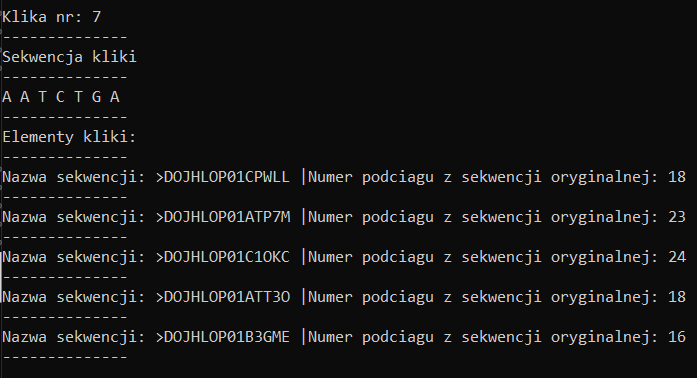 Klika nr: 7
--------------
Sekwencja kliki
--------------
A A T C T G A
--------------
Elementy kliki:
--------------
Nazwa sekwencji: >DOJHLOP01CPWLL |Numer podciagu z sekwencji oryginalnej: 18
--------------
Nazwa sekwencji: >DOJHLOP01ATP7M |Numer podciagu z sekwencji oryginalnej: 23
--------------
Nazwa sekwencji: >DOJHLOP01C1OKC |Numer podciagu z sekwencji oryginalnej: 24
--------------
Nazwa sekwencji: >DOJHLOP01ATT3O |Numer podciagu z sekwencji oryginalnej: 18
--------------
Nazwa sekwencji: >DOJHLOP01B3GME |Numer podciagu z sekwencji oryginalnej: 16
--------------